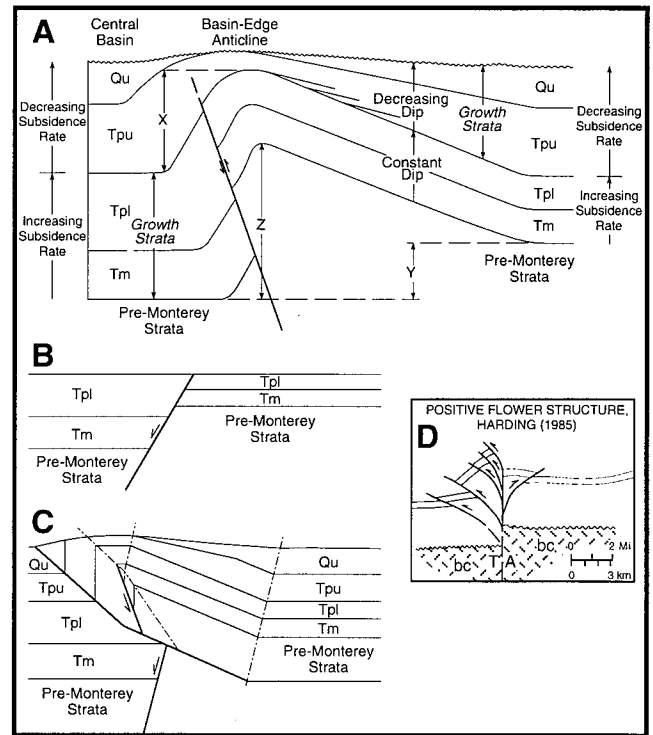 A
Central
Basin
Basin-Edge
Anticline
Qu
Tpu
Tpl
Tm
Decreasing
Subsidence
Rate
Increasing
Subsidence
Rate
Growth
Strata
X
Z
Y
Decreasing
Dip
Constant
Dip
Growth
Strata
Qu
Tpu
Tpl
Tm
Decreasing
Subsidence
Rate
Increasing
Subsidence
Rate
Pre-Monterey
Strata
Pre-Monterey
Strata
B
Tpl
Tm
Pre-Monterey
Strata
Tpl
Tm
Pre-Monterey
Strata
C
Qu
Tpu
Tpl
Tm
Pre-Monterey
Strata
Qu
Tpu
Tpl
Tm
Pre-Monterey
Strata
POSITIVE FLOWER STRUCTURE,
HARDING (1985)
D
bc
T A
bc
0 2 Mi
0 3 km